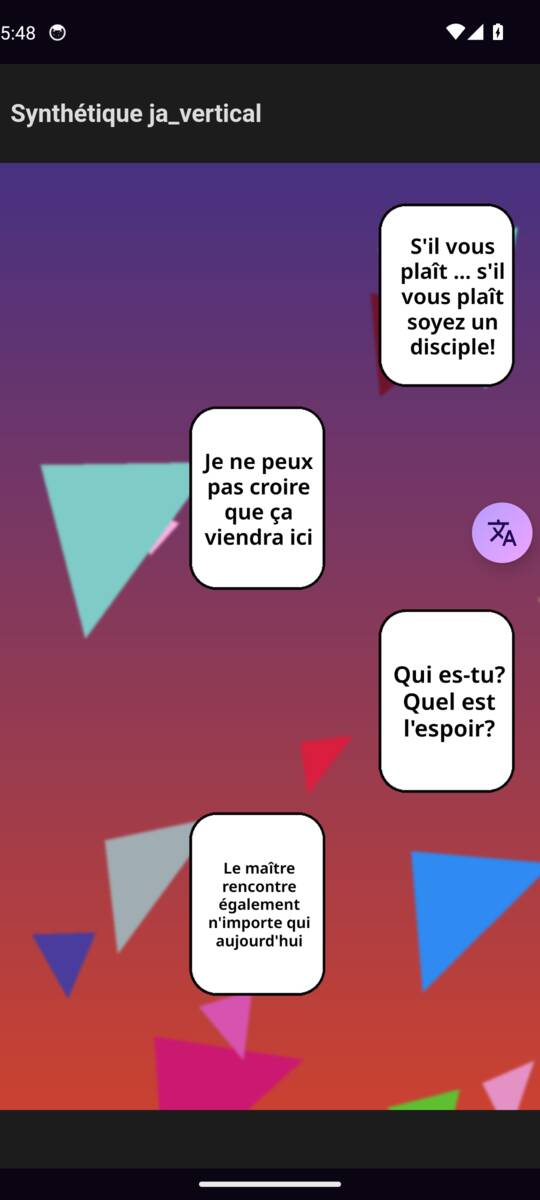 5:48
Synthétique ja_vertical
S'il vous
plaît ... s'il
vous plaît
soyez un
disciple!
Je ne peux
pas croire
que ça
viendra ici
Qui es-tu?
Quel est
l'espoir?
Le maître
rencontre
également
n'importe qui
aujourd'hui